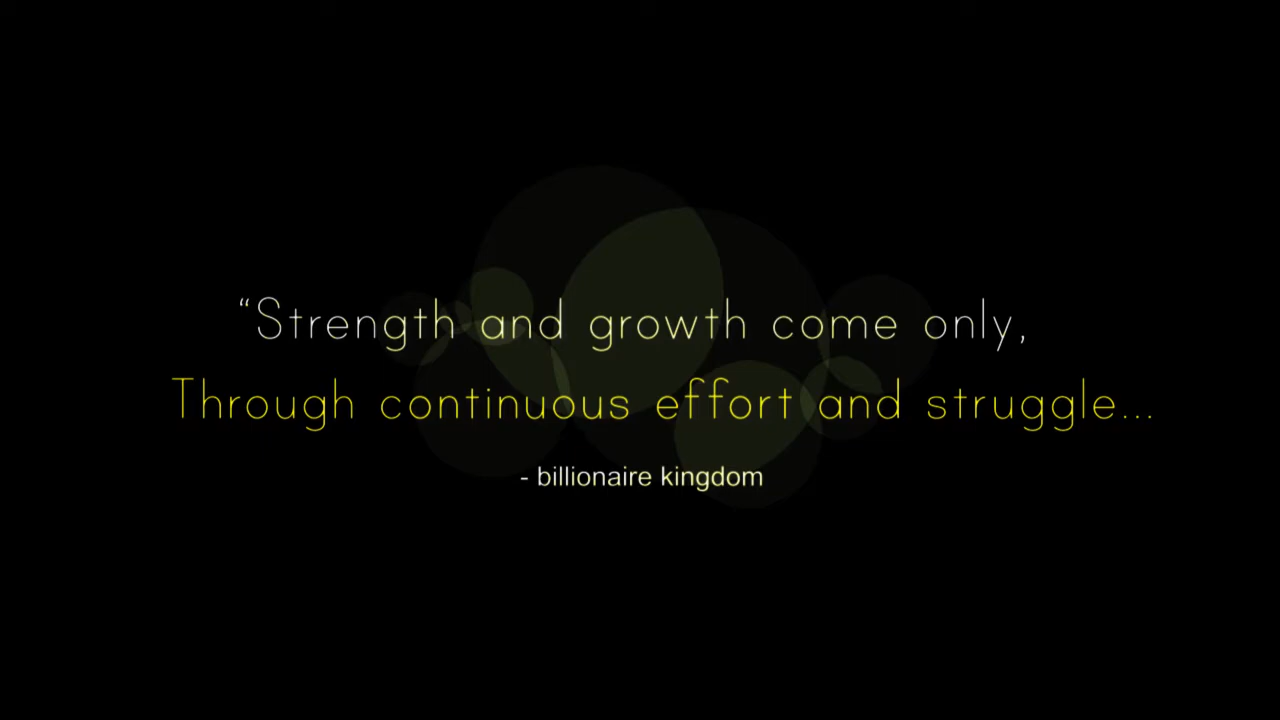 “Strength and growth come only,
Through continuous effort and struggle...
- billionaire kingdom